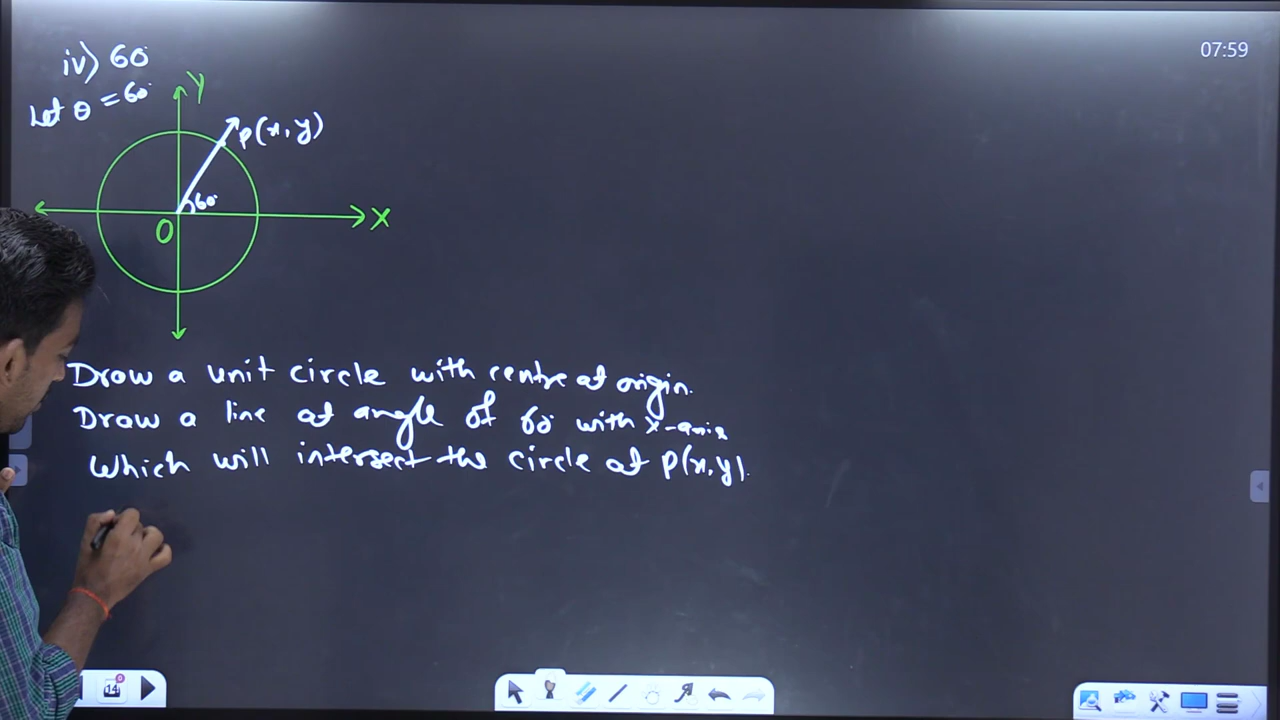 iv) 60°
Let θ = 60°
Y
P(x, y)
60°
O
X
Draw a unit circle with centre at origin.
Draw a line at angle of 60° with X-axis
Which will intersect the circle at P(x,y).
07:59
14